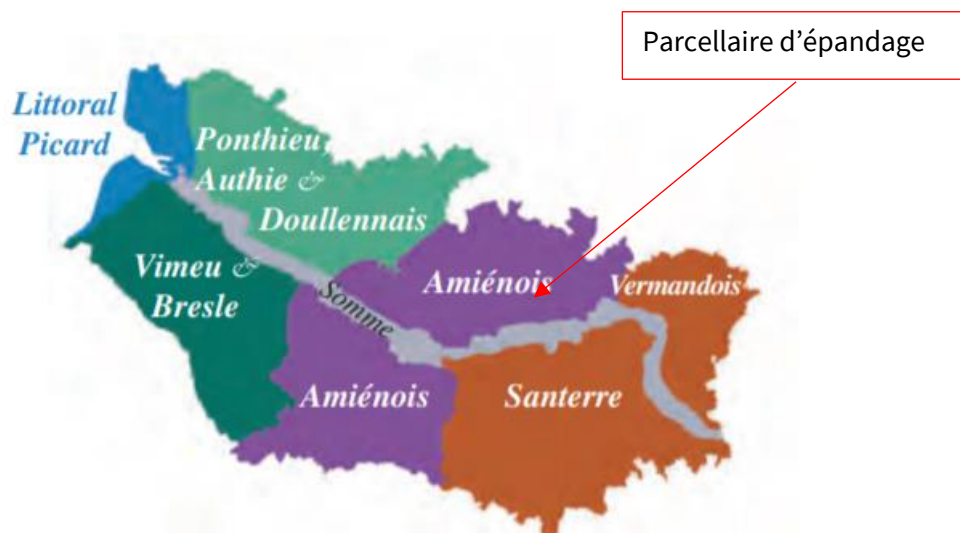 Parcellaire d'épandage
Littoral
Picard
Ponthieu,
Authie &
Doullennais
Vimeu &
Bresle
Somme
Amiénois
Vermandois
Amiénois
Santerre